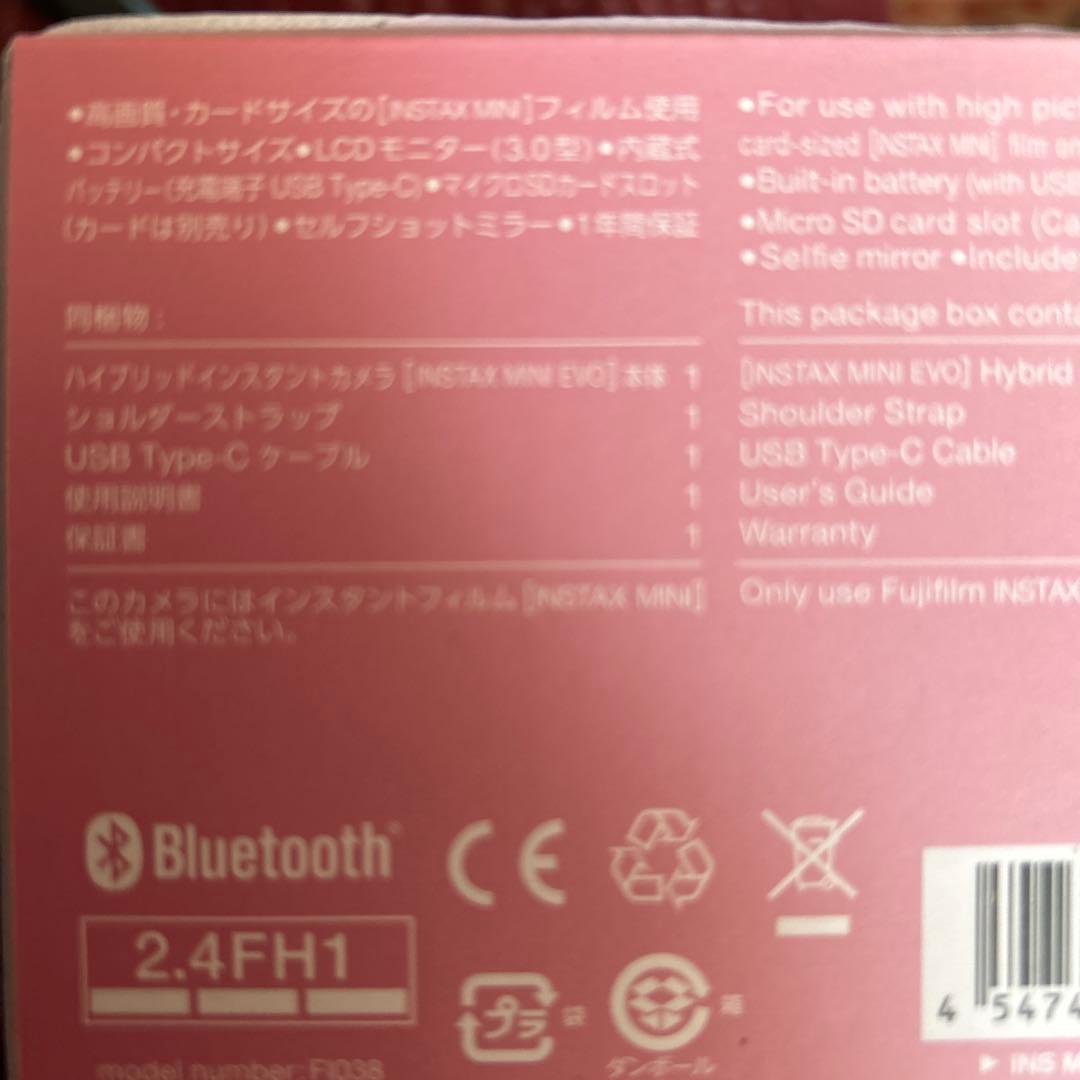 ●高画質・カードサイズの[INSTAX MINI]フィルム使用
●コンパクトサイズ●LCDモニター(3.0型)●内蔵式
バッテリー(充電端子 USB Type-C)●マイクロSDカードスロット
(カードは別売り)●セルフショットミラー●1年間保証
同梱物:
ハイブリッドインスタントカメラ[INSTAX MINI EVO]本体 1
ショルダーストラップ 1
USB Type-C ケーブル 1
使用説明書 1
保証書 1
このカメラにはインスタントフィルム[INSTAX MINI]
をご使用ください。
●For use with high pic
card-sized [INSTAX MINI] film an
●Built-in battery (with USB
●Micro SD card slot (Ca
●Selfie mirror ●Include
This package box conta
[INSTAX MINI EVO] Hybrid
Shoulder Strap
USB Type-C Cable
User's Guide
Warranty
Only use Fujifilm INSTAX
Bluetooth
CE
2.4FH1
プラ 袋
箱
ダンボール
model number: FI038
4 5474
▶ INS M